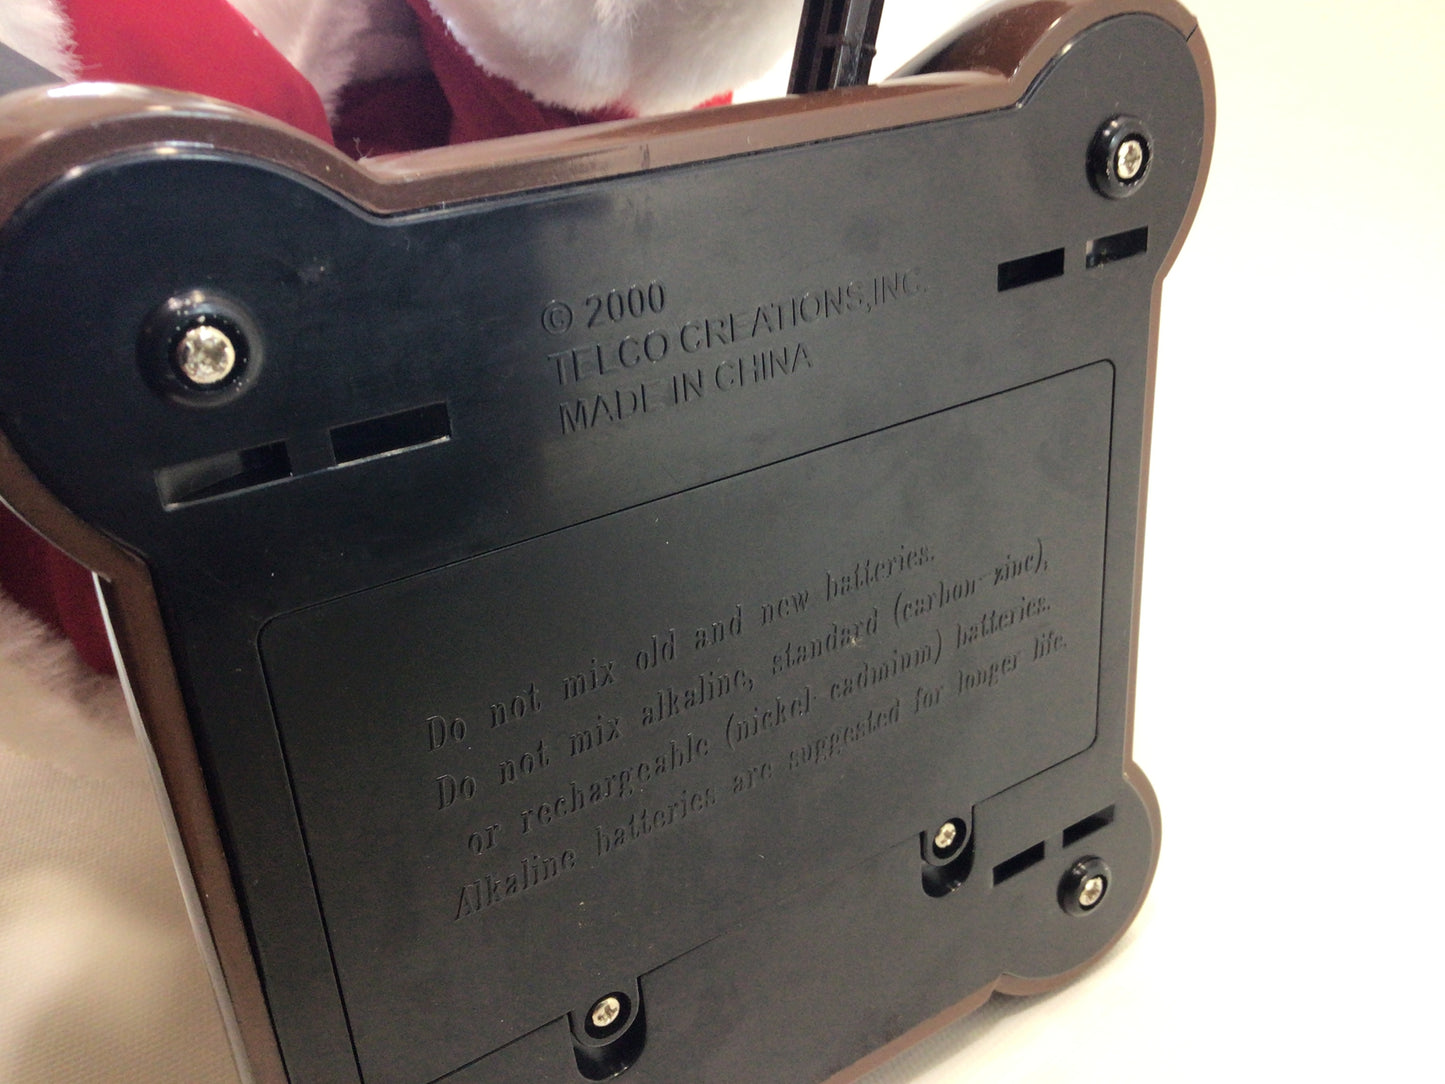 © 2000
TELCO CREATIONS,INC.
MADE IN CHINA
Do not mix old and new batteries.
Do not mix alkaline, standard (carbon-zinc),
or rechargeable (nickel-cadmium) batteries.
Alkaline batteries are suggested for longer life.